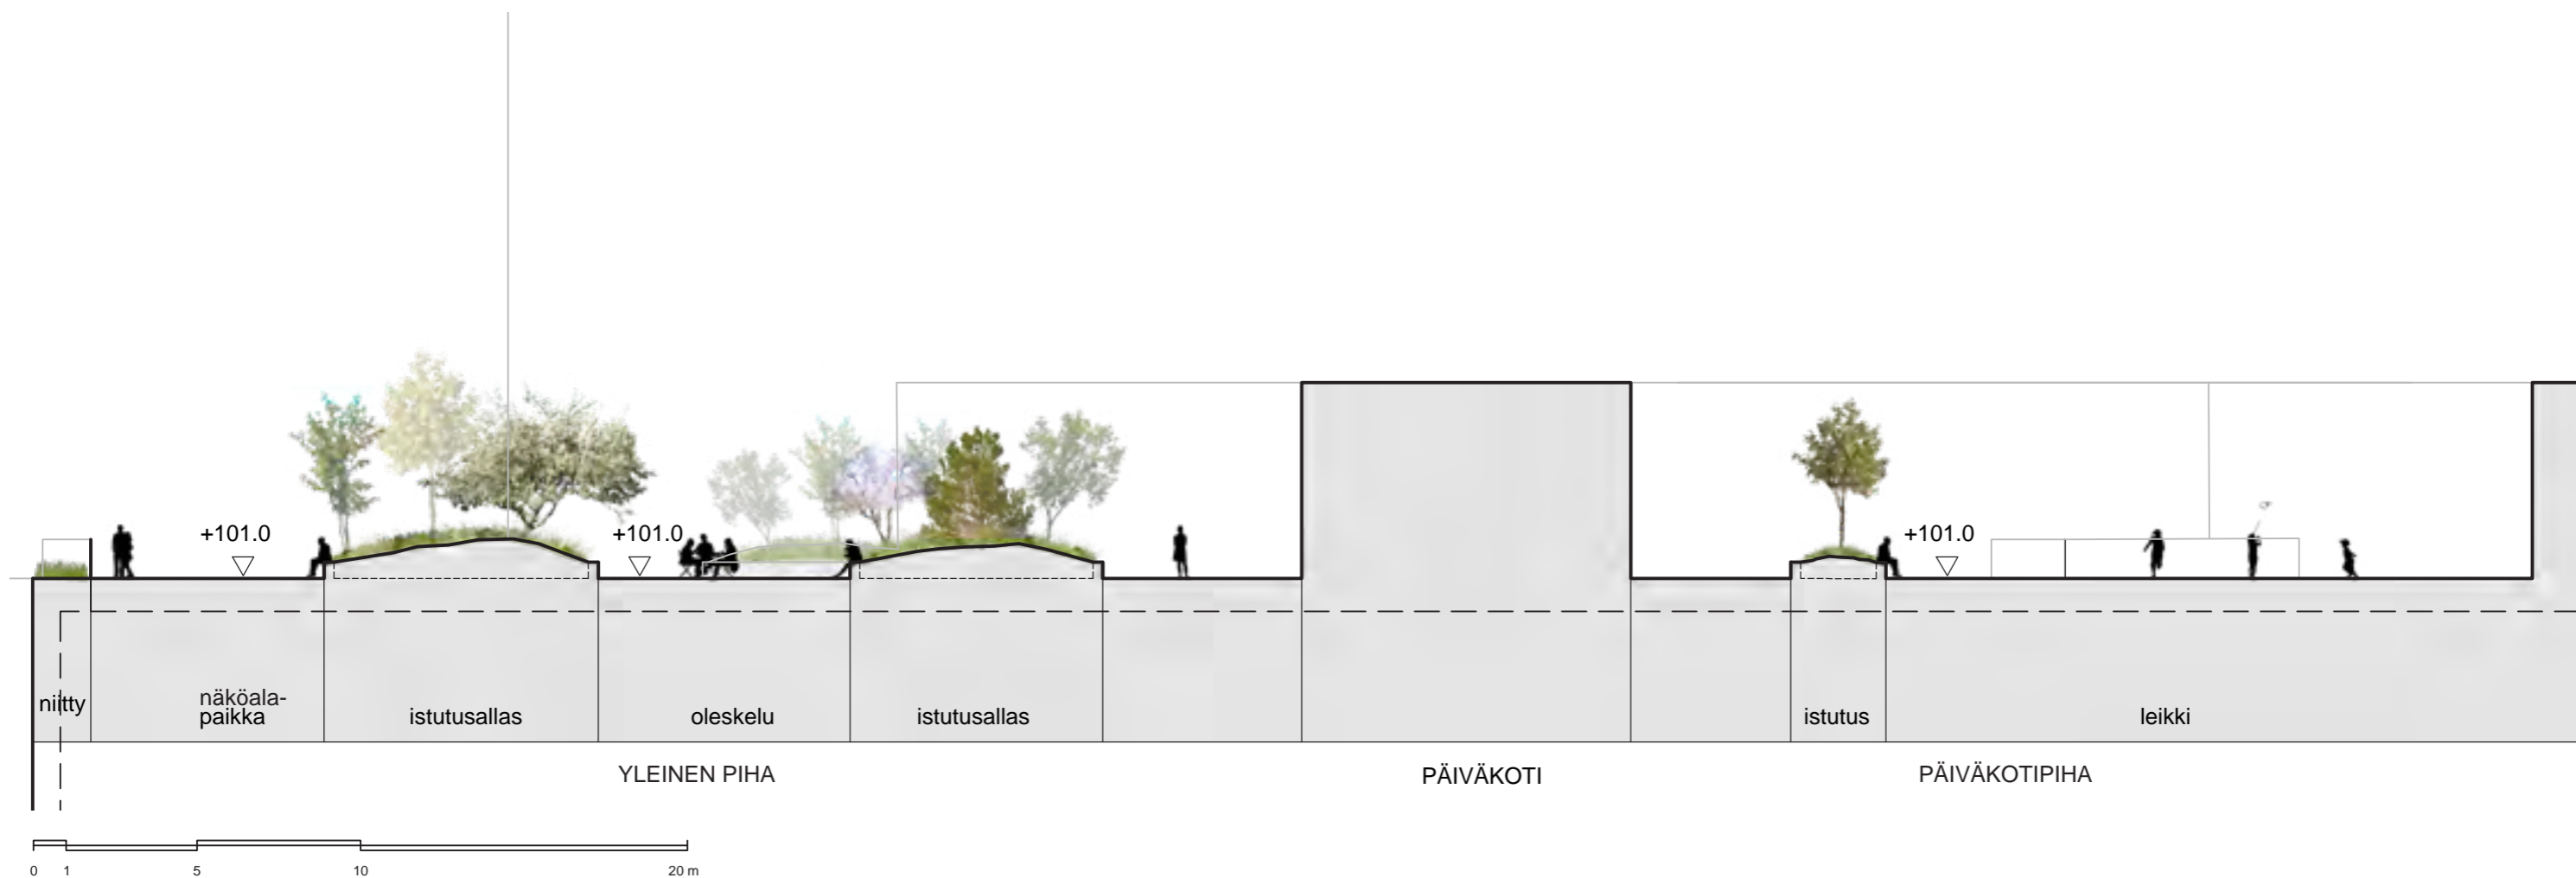 +101.0
+101.0
+101.0
niitty
näköala-
paikka
istutusallas
oleskelu
istutusallas
istutus
leikki
YLEINEN PIHA
PÄIVÄKOTI
PÄIVÄKOTIPIHA
0 1 5 10 20 m